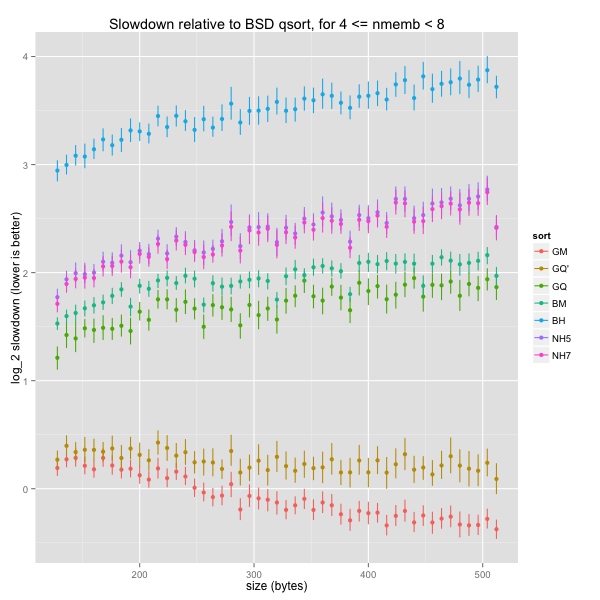 Slowdown relative to BSD qsort, for 4 <= nmemb < 8
log_2 slowdown (lower is better)
4
3
2
1
0
200
300
400
500
size (bytes)
sort
GM
GQ'
GQ
BM
BH
NH5
NH7